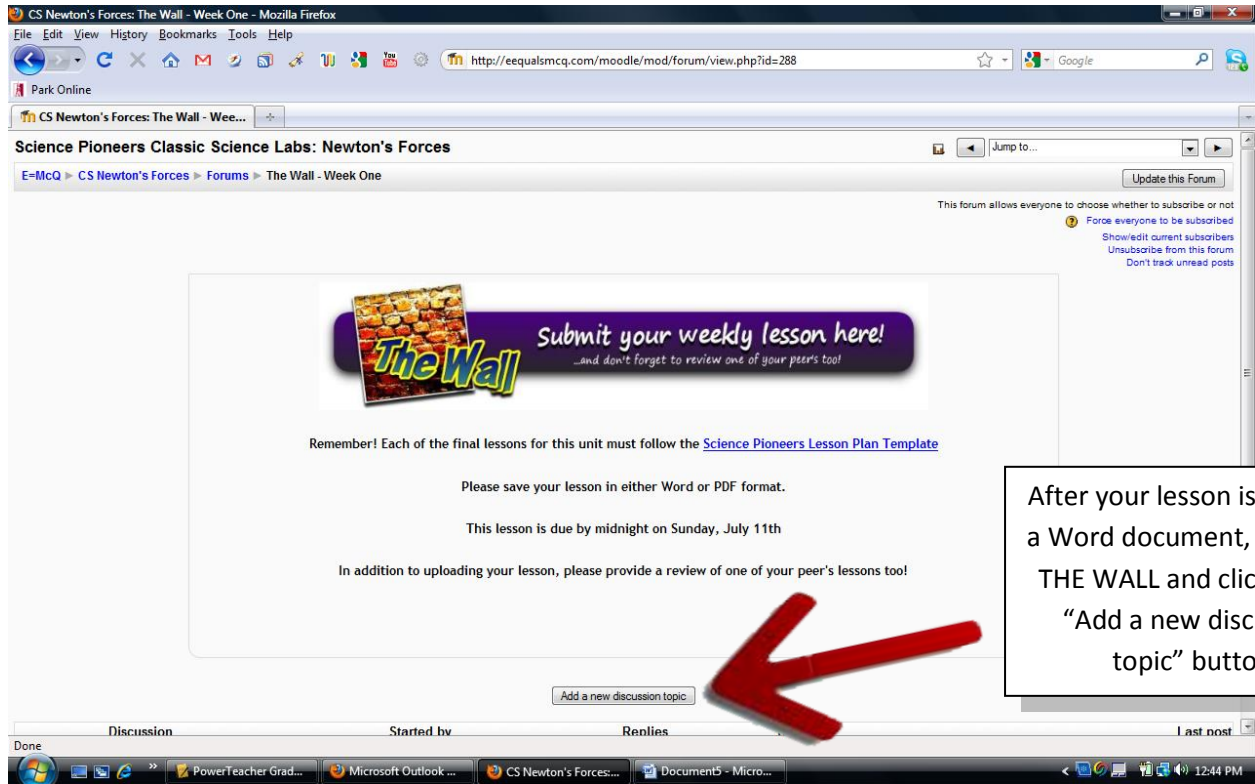 CS Newton's Forces: The Wall - Week One - Mozilla Firefox
File Edit View History Bookmarks Tools Help
http://eequalsmcq.com/moodle/mod/forum/view.php?id=288
Google
Park Online
CS Newton's Forces: The Wall - Wee...
Science Pioneers Classic Science Labs: Newton's Forces
Jump to...
E=McQ ► CS Newton's Forces ► Forums ► The Wall - Week One
Update this Forum
This forum allows everyone to choose whether to subscribe or not
Force everyone to be subscribed
Show/edit current subscribers
Unsubscribe from this forum
Don't track unread posts
The Wall
Submit your weekly lesson here!
...and don't forget to review one of your peer's too!
Remember! Each of the final lessons for this unit must follow the Science Pioneers Lesson Plan Template
Please save your lesson in either Word or PDF format.
This lesson is due by midnight on Sunday, July 11th
In addition to uploading your lesson, please provide a review of one of your peer's lessons too!
After your lesson is
a Word document,
THE WALL and clic
“Add a new disc
topic” butto
Add a new discussion topic
Discussion Started by Replies Last post
Done
PowerTeacher Grad... Microsoft Outlook ... CS Newton's Forces:... Document5 - Micro... 12:44 PM